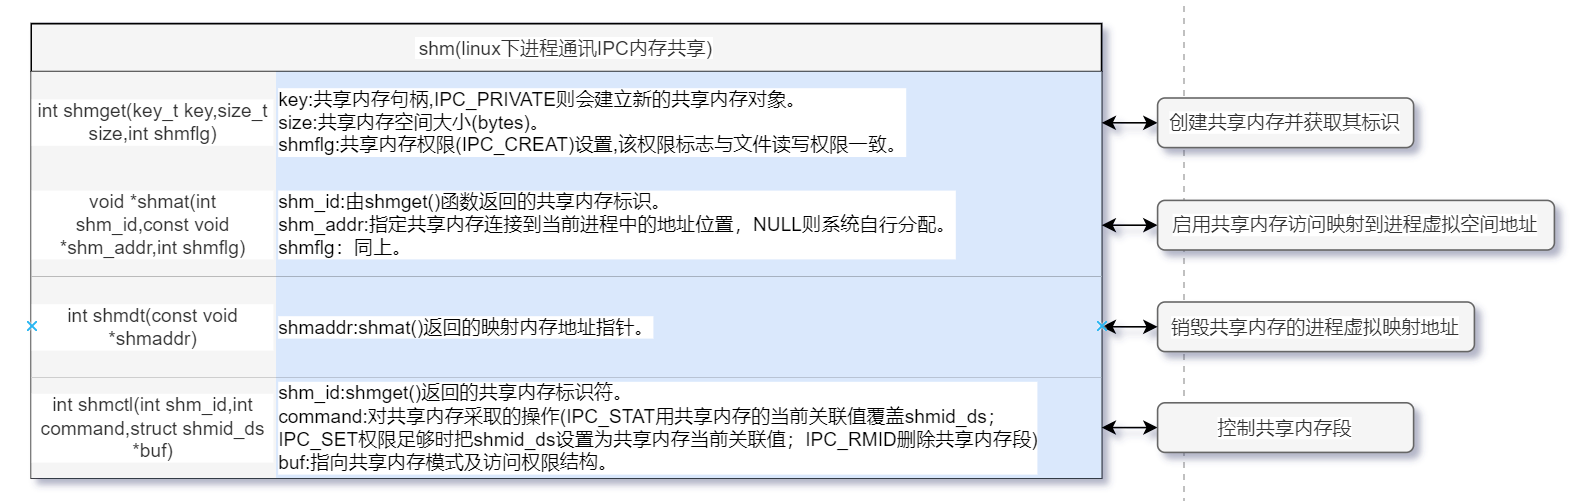 shm(linux下进程通讯IPC内存共享)
int shmget(key_t key,size_t
size,int shmflg)
key:共享内存句柄,IPC_PRIVATE则会建立新的共享内存对象。
size:共享内存空间大小(bytes)。
shmflg:共享内存权限(IPC_CREAT)设置,该权限标志与文件读写权限一致。
创建共享内存并获取其标识
void *shmat(int
shm_id,const void
*shm_addr,int shmflg)
shm_id:由shmget()函数返回的共享内存标识。
shm_addr:指定共享内存连接到当前进程中的地址位置，NULL则系统自行分配。
shmflg：同上。
启用共享内存访问映射到进程虚拟空间地址
int shmdt(const void
*shmaddr)
shmaddr:shmat()返回的映射内存地址指针。
销毁共享内存的进程虚拟映射地址
int shmctl(int shm_id,int
command,struct shmid_ds
*buf)
shm_id:shmget()返回的共享内存标识符。
command:对共享内存采取的操作(IPC_STAT用共享内存的当前关联值覆盖shmid_ds；
IPC_SET权限足够时把shmid_ds设置为共享内存当前关联值；IPC_RMID删除共享内存段)
buf:指向共享内存模式及访问权限结构。
控制共享内存段